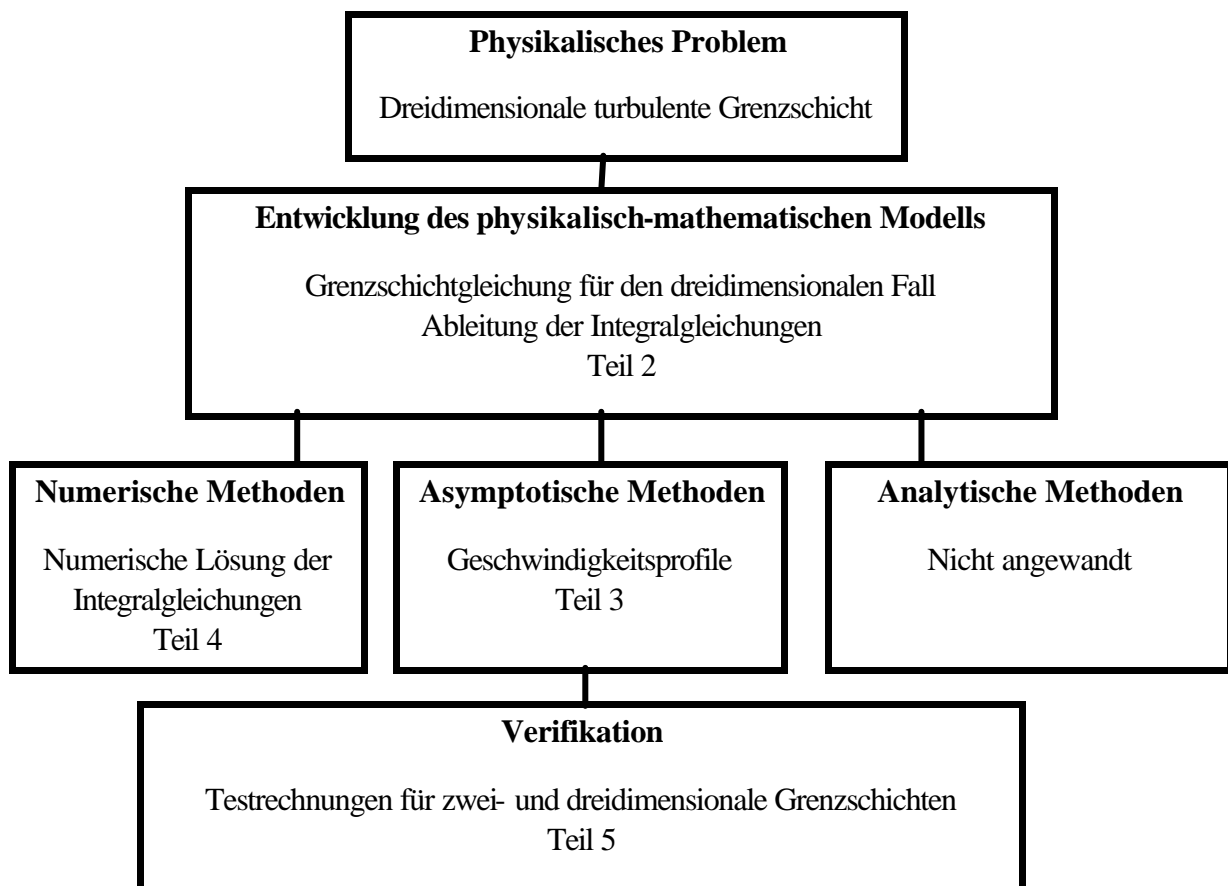 Physikalisches Problem
Dreidimensionale turbulente Grenzschicht
Entwicklung des physikalisch-mathematischen Modells
Grenzschichtgleichung für den dreidimensionalen Fall
Ableitung der Integralgleichungen
Teil 2
Numerische Methoden
Numerische Lösung der
Integralgleichungen
Teil 4
Asymptotische Methoden
Geschwindigkeitsprofile
Teil 3
Analytische Methoden
Nicht angewandt
Verifikation
Testrechnungen für zwei- und dreidimensionale Grenzschichten
Teil 5